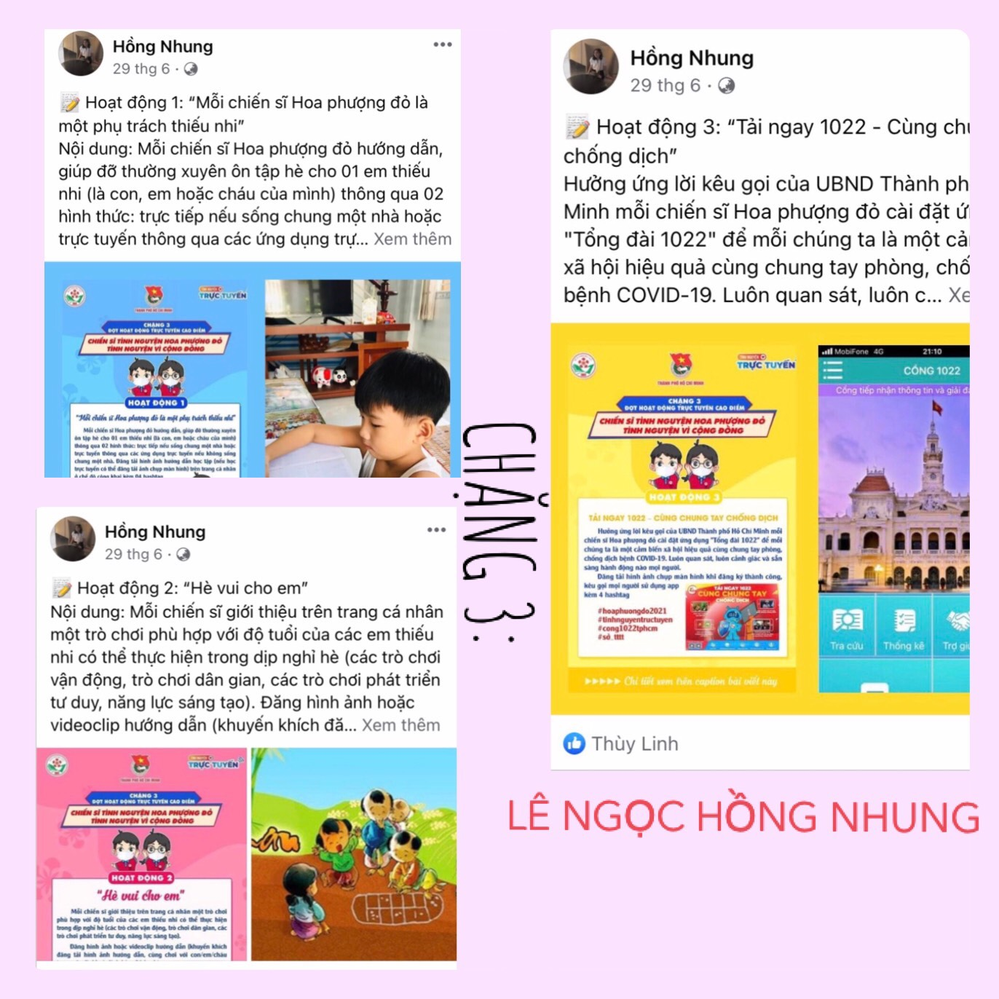 Hồng Nhung
29 thg 6 ·
Hoạt động 1: “Mỗi chiến sĩ Hoa phượng đỏ là
một phụ trách thiếu nhi”
Nội dung: Mỗi chiến sĩ Hoa phượng đỏ hướng dẫn,
giúp đỡ thường xuyên ôn tập hè cho 01 em thiếu
nhi (là con, em hoặc cháu của mình) thông qua 02
hình thức: trực tiếp nếu sống chung một nhà hoặc
trực tuyến thông qua các ứng dụng trự... Xem thêm
THÀNH PHỐ HỒ CHÍ MINH
TRỰC TUYẾN
CHẶNG 3
ĐỢT HOẠT ĐỘNG TRỰC TUYẾN CAO ĐIỂM
CHIẾN SĨ TÌNH NGUYỆN HOA PHƯỢNG ĐỎ
TÌNH NGUYỆN VÌ CỘNG ĐỒNG
HOẠT ĐỘNG 1
"Mỗi chiến sĩ Hoa phượng đỏ là một phụ trách thiếu nhi"
Mỗi chiến sĩ Hoa phượng đỏ hướng dẫn, giúp đỡ thường xuyên
ôn tập hè cho 01 em thiếu nhi (là con, em hoặc cháu của mình)
thông qua 02 hình thức: trực tiếp nếu sống chung một nhà hoặc
trực tuyến thông qua các ứng dụng trực tuyến nếu không sống
chung một nhà. Đăng tải hình ảnh hướng dẫn học tập (nếu học
trực tuyến có thể đăng tải ảnh chụp màn hình) trên trang cá nhân
ở chế độ công khai kèm 04 hashtag
Hồng Nhung
29 thg 6 ·
Hoạt động 2: “Hè vui cho em”
Nội dung: Mỗi chiến sĩ giới thiệu trên trang cá nhân
một trò chơi phù hợp với độ tuổi của các em thiếu
nhi có thể thực hiện trong dịp nghỉ hè (các trò chơi
vận động, trò chơi dân gian, các trò chơi phát triển
tư duy, năng lực sáng tạo). Đăng hình ảnh hoặc
videoclip hướng dẫn (khuyến khích đă... Xem thêm
TRỰC TUYẾN
CHẶNG 3
ĐỢT HOẠT ĐỘNG TRỰC TUYẾN CAO ĐIỂM
CHIẾN SĨ TÌNH NGUYỆN HOA PHƯỢNG ĐỎ
TÌNH NGUYỆN VÌ CỘNG ĐỒNG
HOẠT ĐỘNG 2
"Hè vui cho em"
Mỗi chiến sĩ giới thiệu trên trang cá nhân một trò chơi
phù hợp với độ tuổi của các em thiếu nhi có thể thực hiện
trong dịp nghỉ hè (các trò chơi vận động, trò chơi dân gian, các
trò chơi phát triển tư duy, năng lực sáng tạo).
Đăng hình ảnh hoặc videoclip hướng dẫn (khuyến khích
đăng tải hình ảnh hướng dẫn, cùng chơi với con/em/cháu
CHẶNG 3:
Hồng Nhung
29 thg 6 ·
Hoạt động 3: “Tải ngay 1022 - Cùng chu
chống dịch”
Hưởng ứng lời kêu gọi của UBND Thành ph
Minh mỗi chiến sĩ Hoa phượng đỏ cài đặt ứ
"Tổng đài 1022" để mỗi chúng ta là một cả
xã hội hiệu quả cùng chung tay phòng, chố
bệnh COVID-19. Luôn quan sát, luôn c... Xe
THÀNH PHỐ HỒ CHÍ MINH
TÌNH NGUYỆN
TRỰC TUYẾN
CHẶNG 3
ĐỢT HOẠT ĐỘNG TRỰC TUYẾN CAO ĐIỂM
CHIẾN SĨ TÌNH NGUYỆN HOA PHƯỢNG ĐỎ
TÌNH NGUYỆN VÌ CỘNG ĐỒNG
HOẠT ĐỘNG 3
TẢI NGAY 1022 - CÙNG CHUNG TAY CHỐNG DỊCH
Hưởng ứng lời kêu gọi của UBND Thành phố Hồ Chí Minh mỗi
chiến sĩ Hoa phượng đỏ cài đặt ứng dụng "Tổng đài 1022" để mỗi
chúng ta là một cảm biến xã hội hiệu quả cùng chung tay phòng,
chống dịch bệnh COVID-19. Luôn quan sát, luôn cảnh giác và sẵn
sàng hành động nào mọi người.
Đăng tải hình ảnh chụp màn hình khi đăng ký thành công,
kêu gọi mọi người sử dụng app
kèm 4 hashtag
#hoaphuongdo2021
#tinhnguyentructuyen
#cong1022tphcm
#sở_tttt
TẢI NGAY 1022
CÙNG CHUNG TAY
CHỐNG DỊCH
Chi tiết xem trên caption bài viết này
MobiFone 4G 21:10
CỔNG 1022
Cổng tiếp nhận thông tin và giải đá
Tra cứu
Thống kê
Trợ giú
Thùy Linh
LÊ NGỌC HỒNG NHUNG